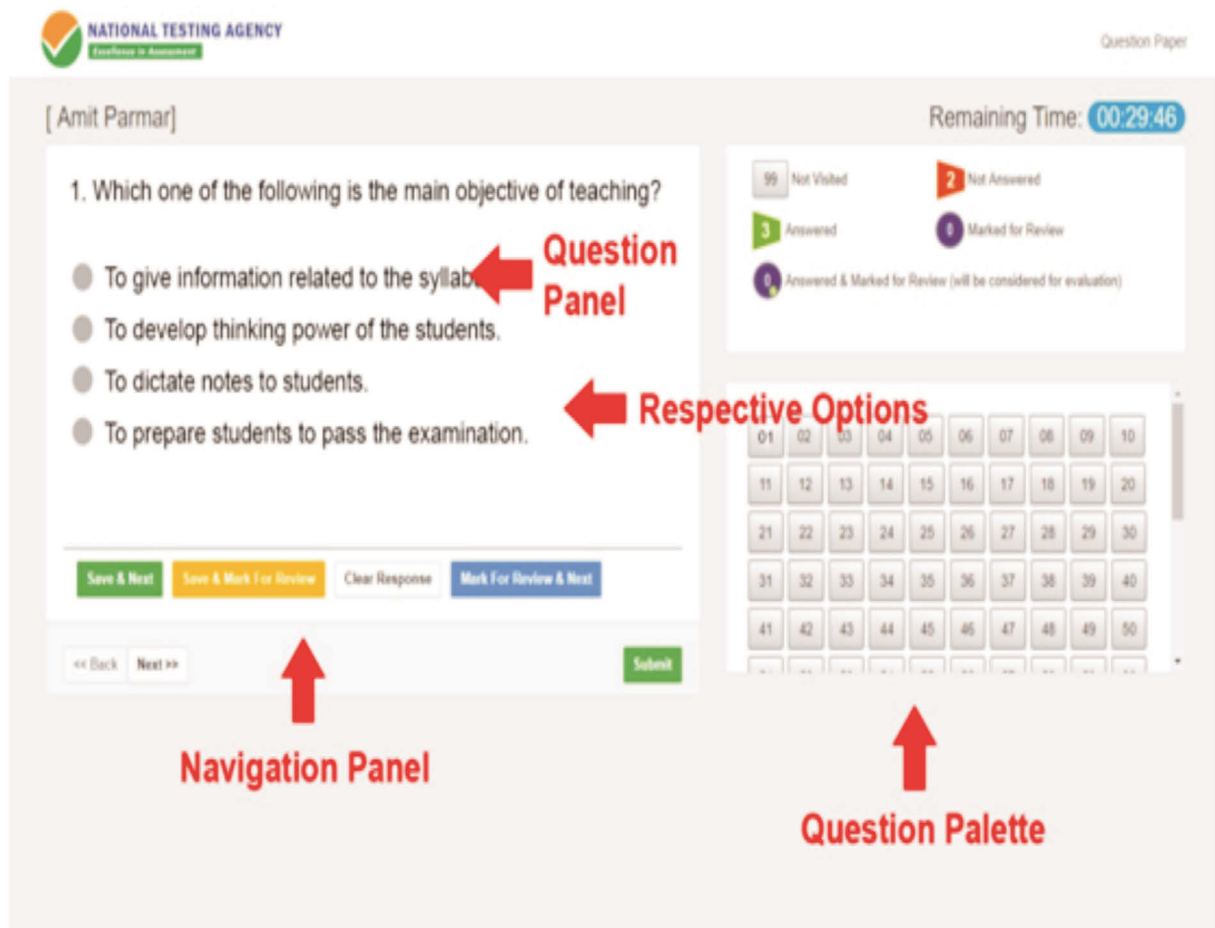 NATIONAL TESTING AGENCY
Excellence in Assessment
Question Paper
[ Amit Parmar]
Remaining Time: 00:29:46
1. Which one of the following is the main objective of teaching?
To give information related to the
To develop thinking power of the students.
To dictate notes to students.
To prepare students to pass the examination.
Question
Panel
Respective Options
Save & Next Save & Mark For Review Clear Response Mark For Review & Next
<< Back Next >> Submit
Navigation Panel
99 Not Visited 2 Not Answered
3 Answered 0 Marked for Review
0 Answered & Marked for Review (will be considered for evaluation)
01 02 03 04 05 06 07 08 09 10
11 12 13 14 15 16 17 18 19 20
21 22 23 24 25 26 27 28 29 30
31 32 33 34 35 36 37 38 39 40
41 42 43 44 45 46 47 48 49 50
Question Palette